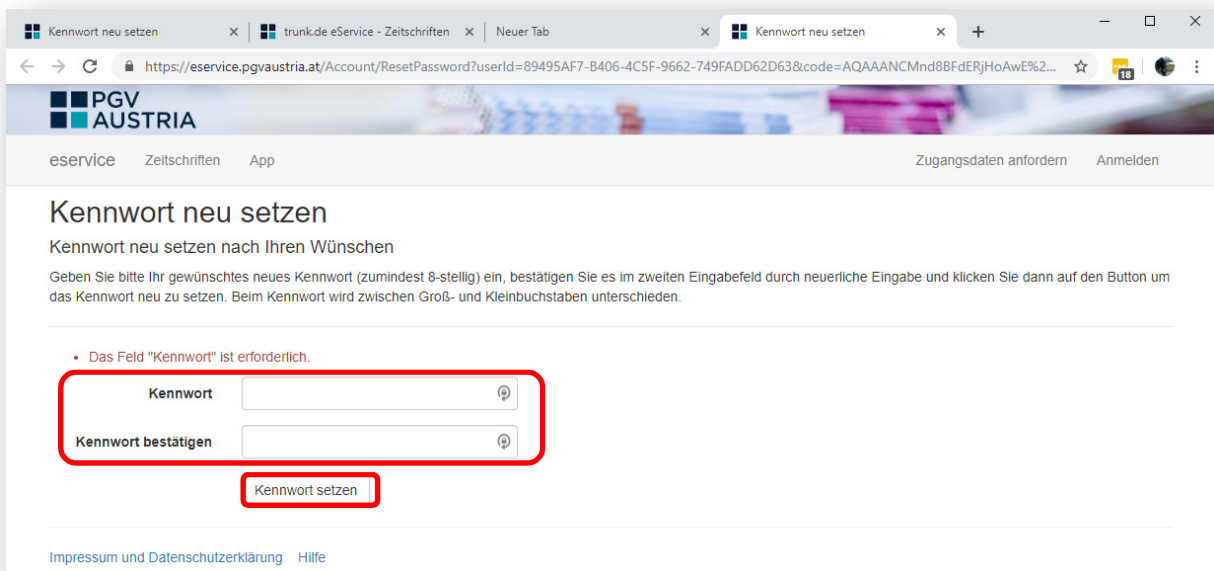 Kennwort neu setzen
trunk.de eService - Zeitschriften
Neuer Tab
Kennwort neu setzen
https://eservice.pgvaustria.at/Account/ResetPassword?userId=89495AF7-B406-4C5F-9662-749FADD62D63&code=AQAAANCMnd8BFdERjHoAwE%2...
18
PGV
AUSTRIA
eservice Zeitschriften App Zugangsdaten anfordern Anmelden
Kennwort neu setzen
Kennwort neu setzen nach Ihren Wünschen
Geben Sie bitte Ihr gewünschtes neues Kennwort (zumindest 8-stellig) ein, bestätigen Sie es im zweiten Eingabefeld durch neuerliche Eingabe und klicken Sie dann auf den Button um
das Kennwort neu zu setzen. Beim Kennwort wird zwischen Groß- und Kleinbuchstaben unterschieden.
• Das Feld "Kennwort" ist erforderlich.
Kennwort
Kennwort bestätigen
Kennwort setzen
Impressum und Datenschutzerklärung Hilfe